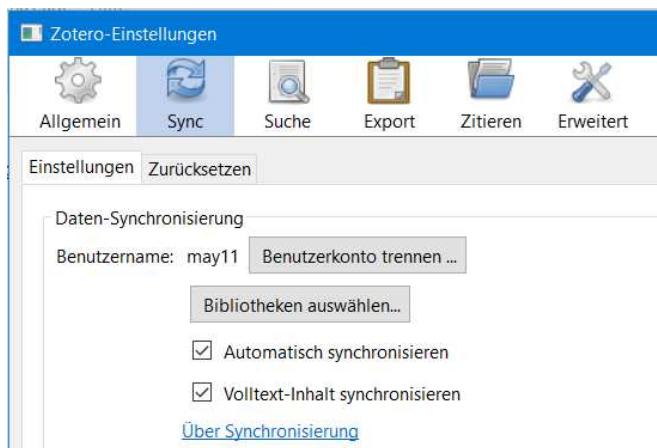 Zotero-Einstellungen
Allgemein Sync Suche Export Zitieren Erweitert
Einstellungen Zurücksetzen
Daten-Synchronisierung
Benutzername: may11 Benutzerkonto trennen ...
Bibliotheken auswählen...
Automatisch synchronisieren
Volltext-Inhalt synchronisieren
Über Synchronisierung